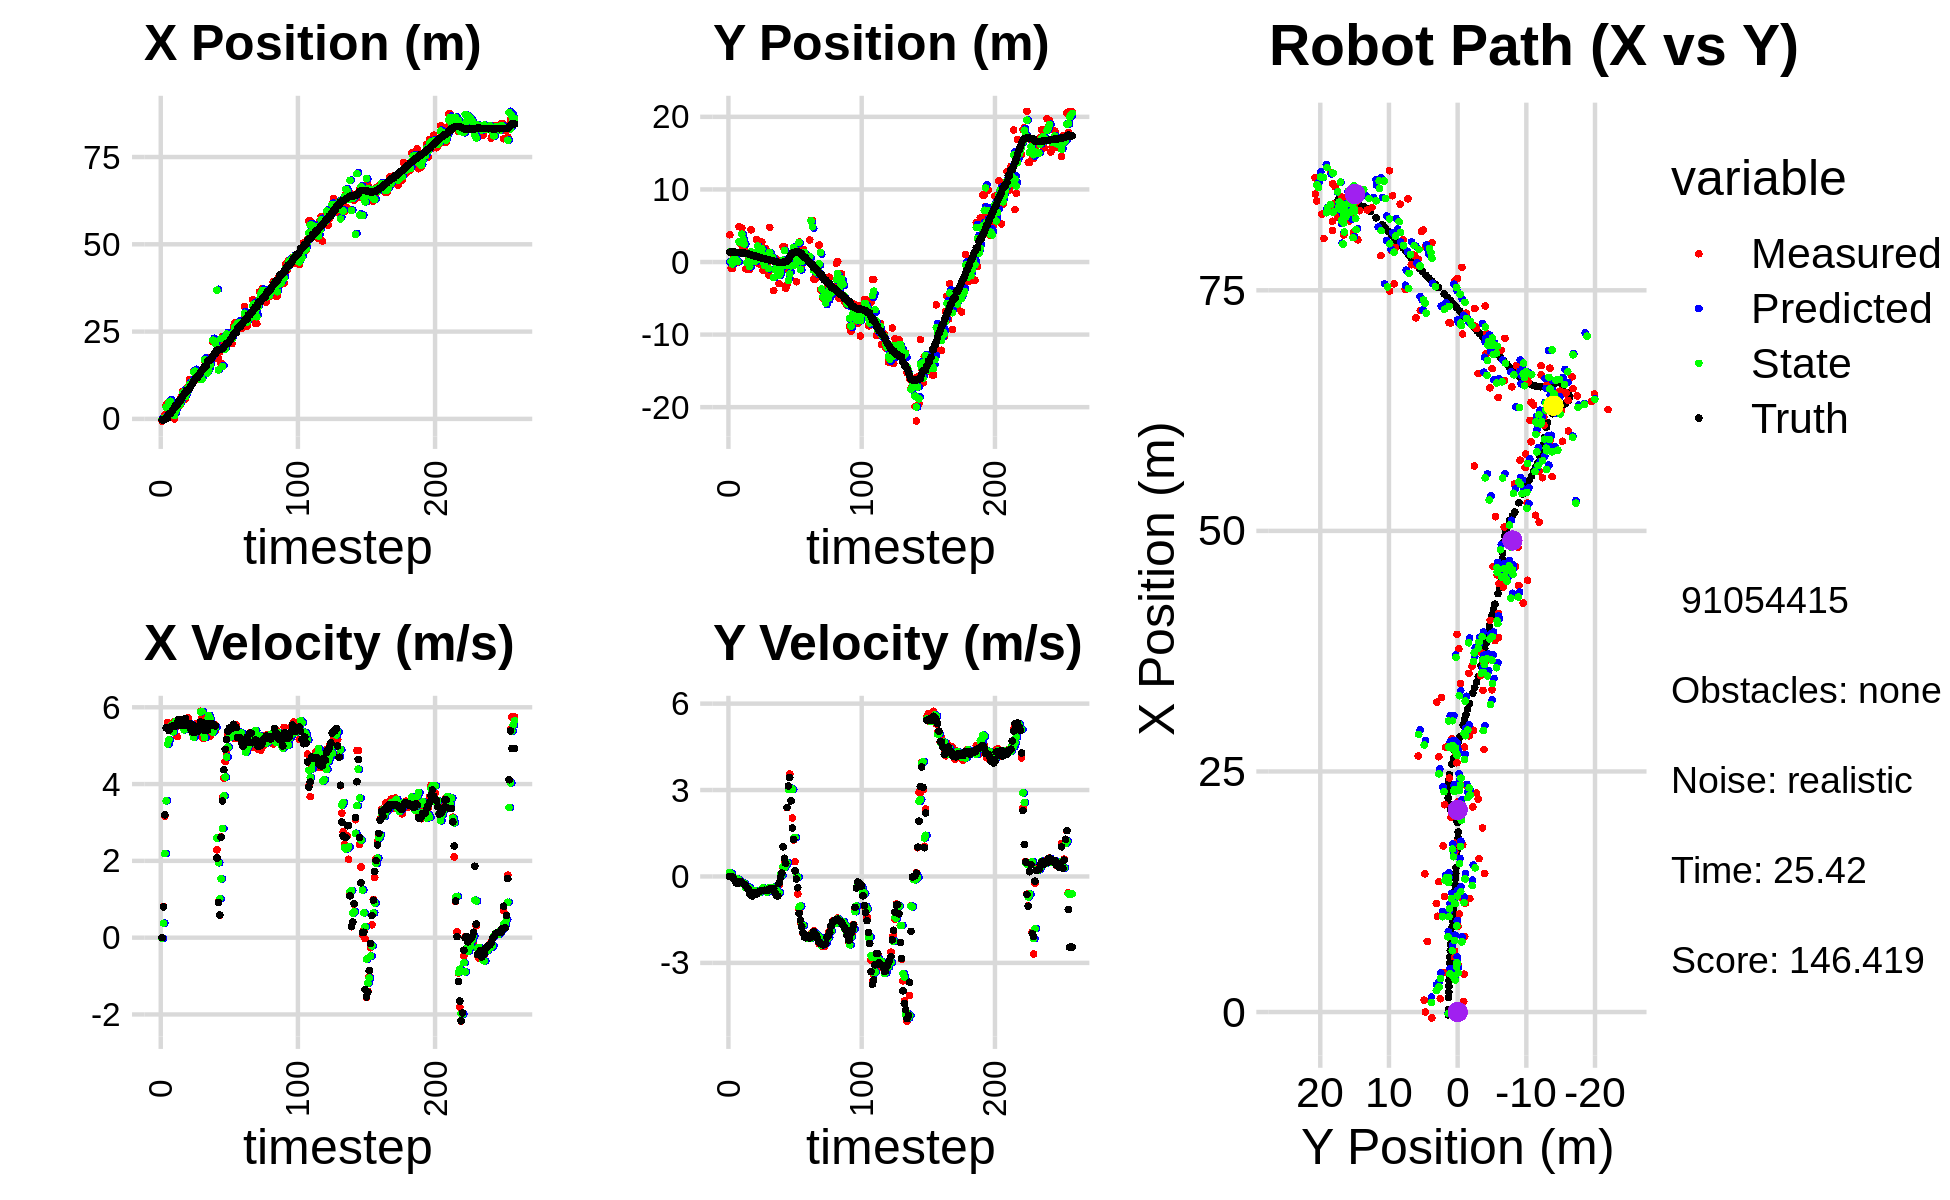 X Position (m)
75
50
25
0
0
100
200
timestep
Y Position (m)
20
10
0
-10
-20
0
100
200
timestep
X Velocity (m/s)
6
4
2
0
-2
0
100
200
timestep
Y Velocity (m/s)
6
3
0
-3
0
100
200
timestep
Robot Path (X vs Y)
X Position (m)
75
50
25
0
20 10 0 -10 -20
Y Position (m)
variable
Measured
Predicted
State
Truth
91054415
Obstacles: none
Noise: realistic
Time: 25.42
Score: 146.419